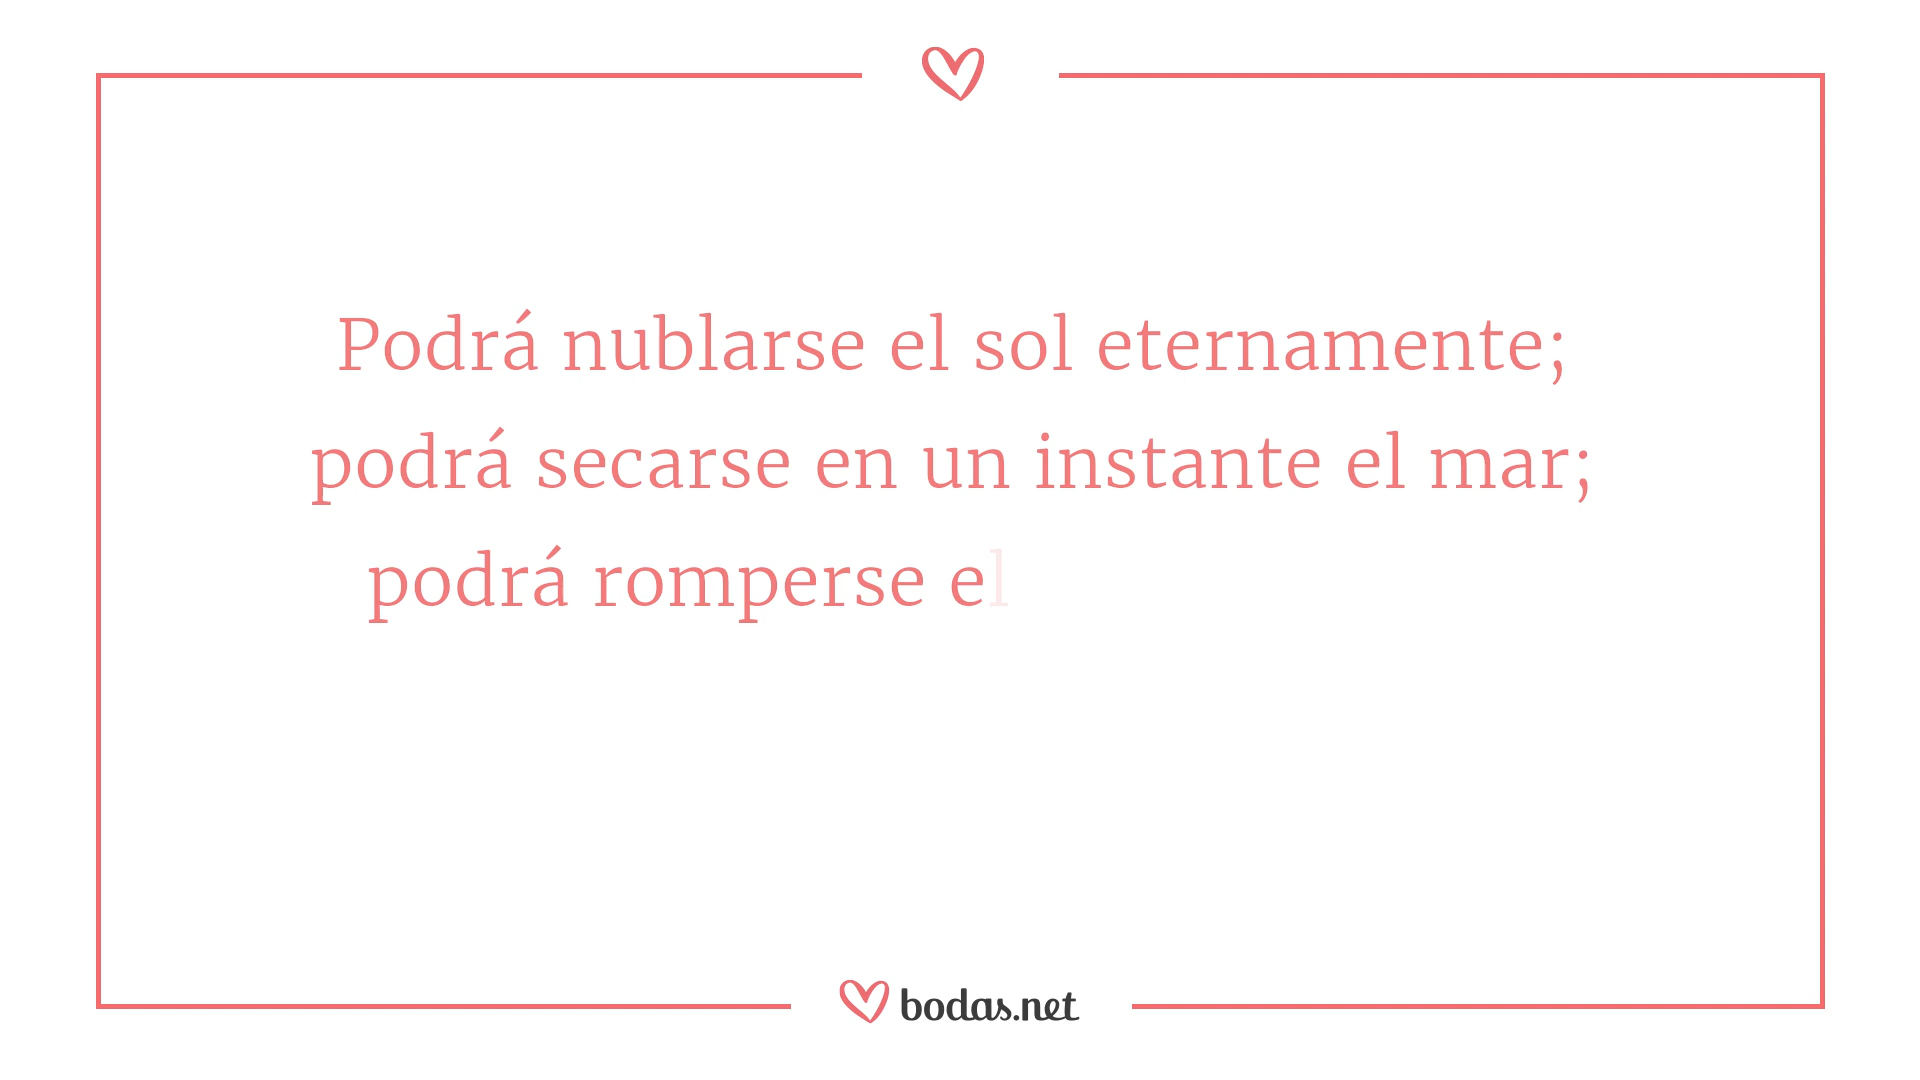 Podrá nublarse el sol eternamente;
podrá secarse en un instante el mar;
podrá romperse el
bodas.net